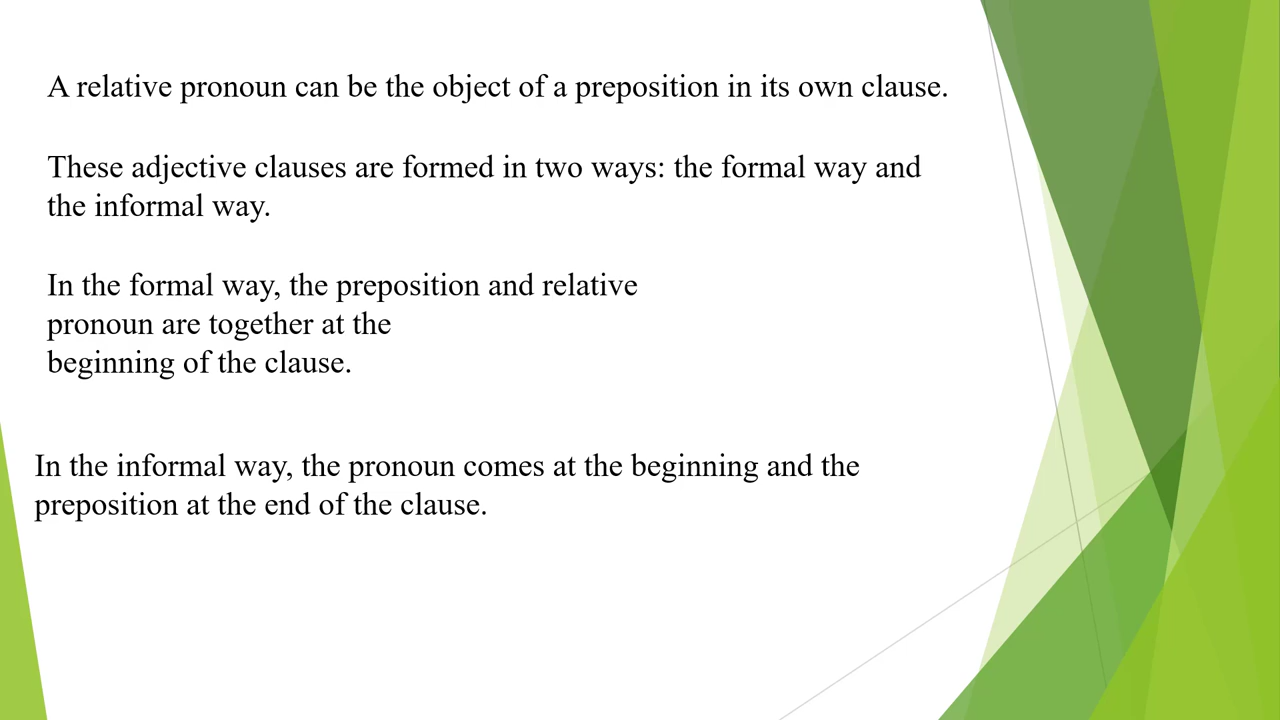 A relative pronoun can be the object of a preposition in its own clause.
These adjective clauses are formed in two ways: the formal way and
the informal way.
In the formal way, the preposition and relative
pronoun are together at the
beginning of the clause.
In the informal way, the pronoun comes at the beginning and the
preposition at the end of the clause.